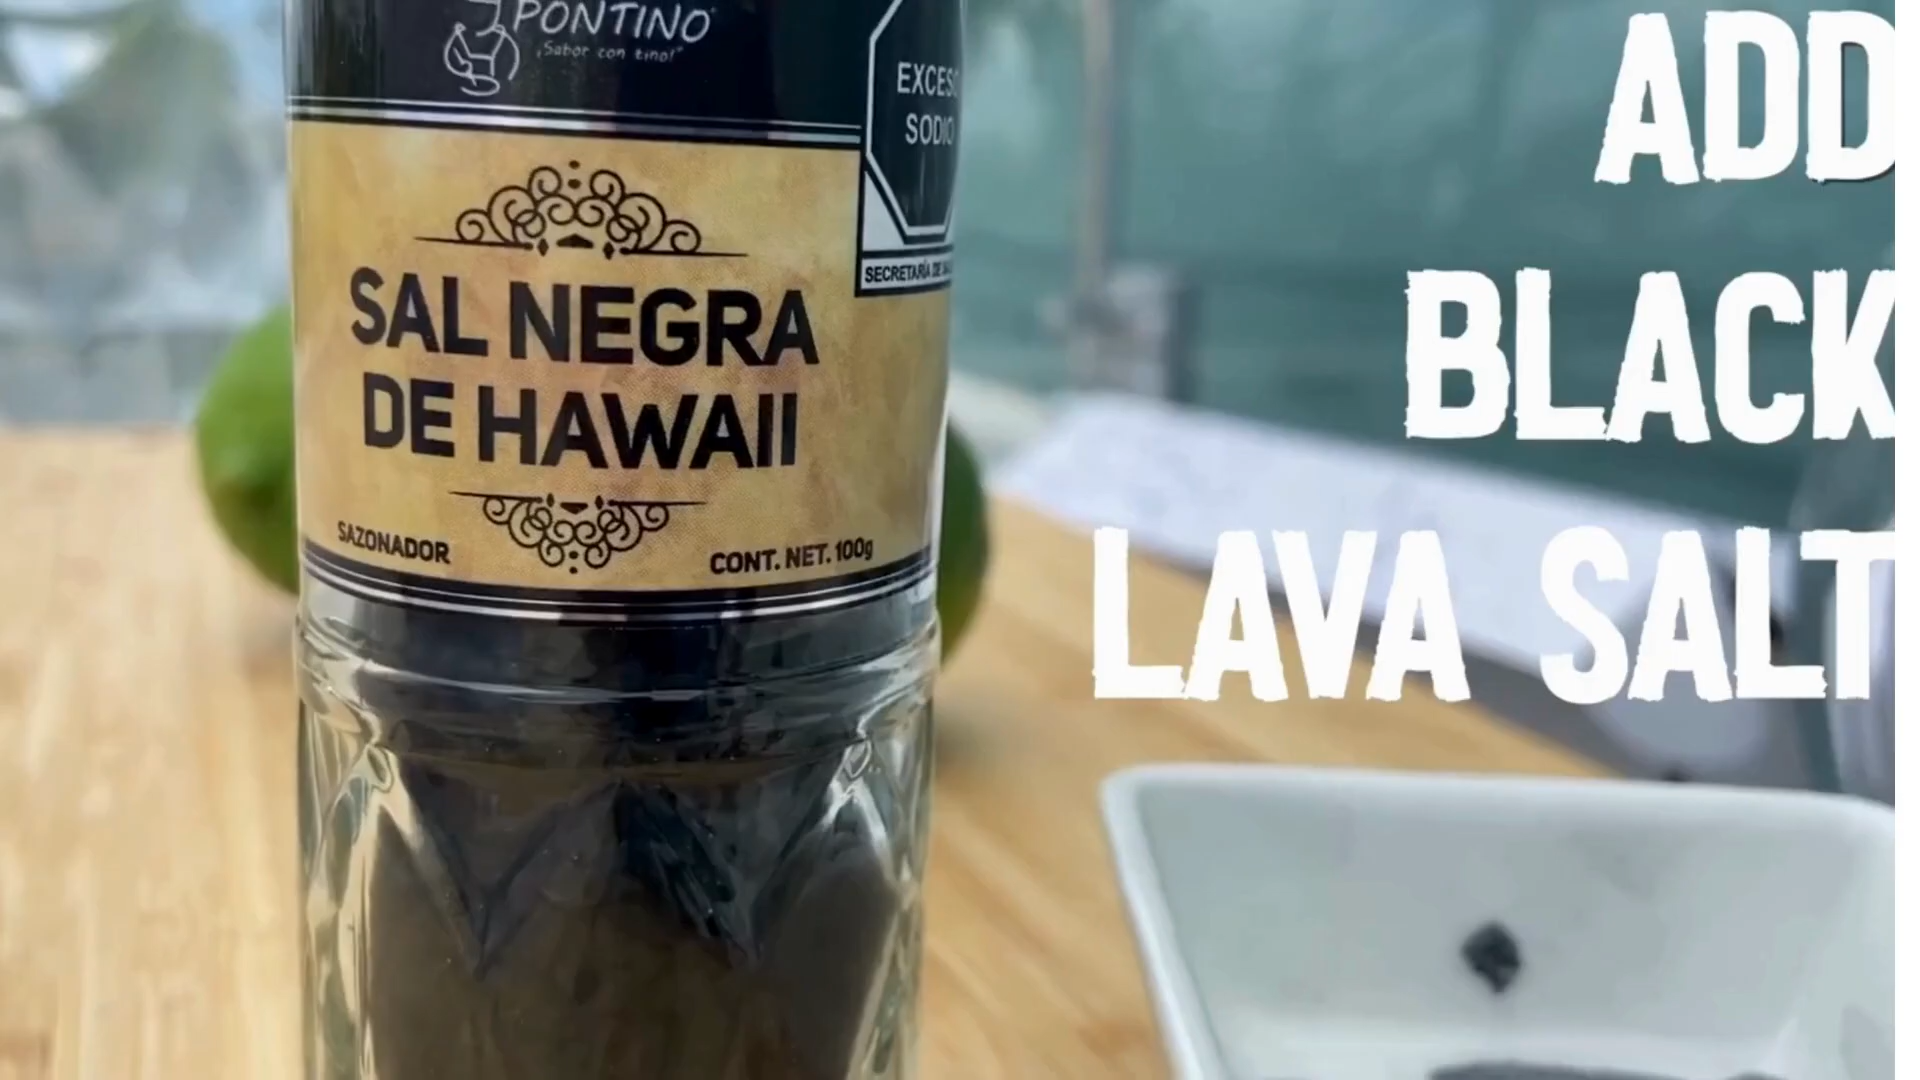 PONTINO
¡Sabor con tino!
EXCESO
SODIO
SECRETARÍA DE
SAL NEGRA
DE HAWAII
SAZONADOR
CONT. NET. 100g
ADD
BLACK
LAVA SALT